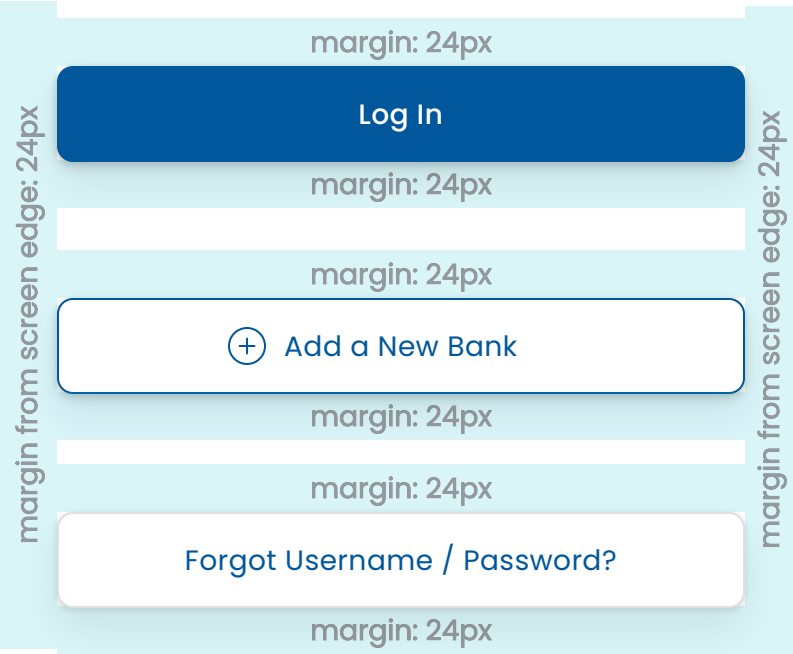 margin: 24px
Log In
margin: 24px
margin from screen edge: 24px
margin from screen edge: 24px
margin: 24px
Add a New Bank
margin: 24px
margin: 24px
Forgot Username / Password?
margin: 24px